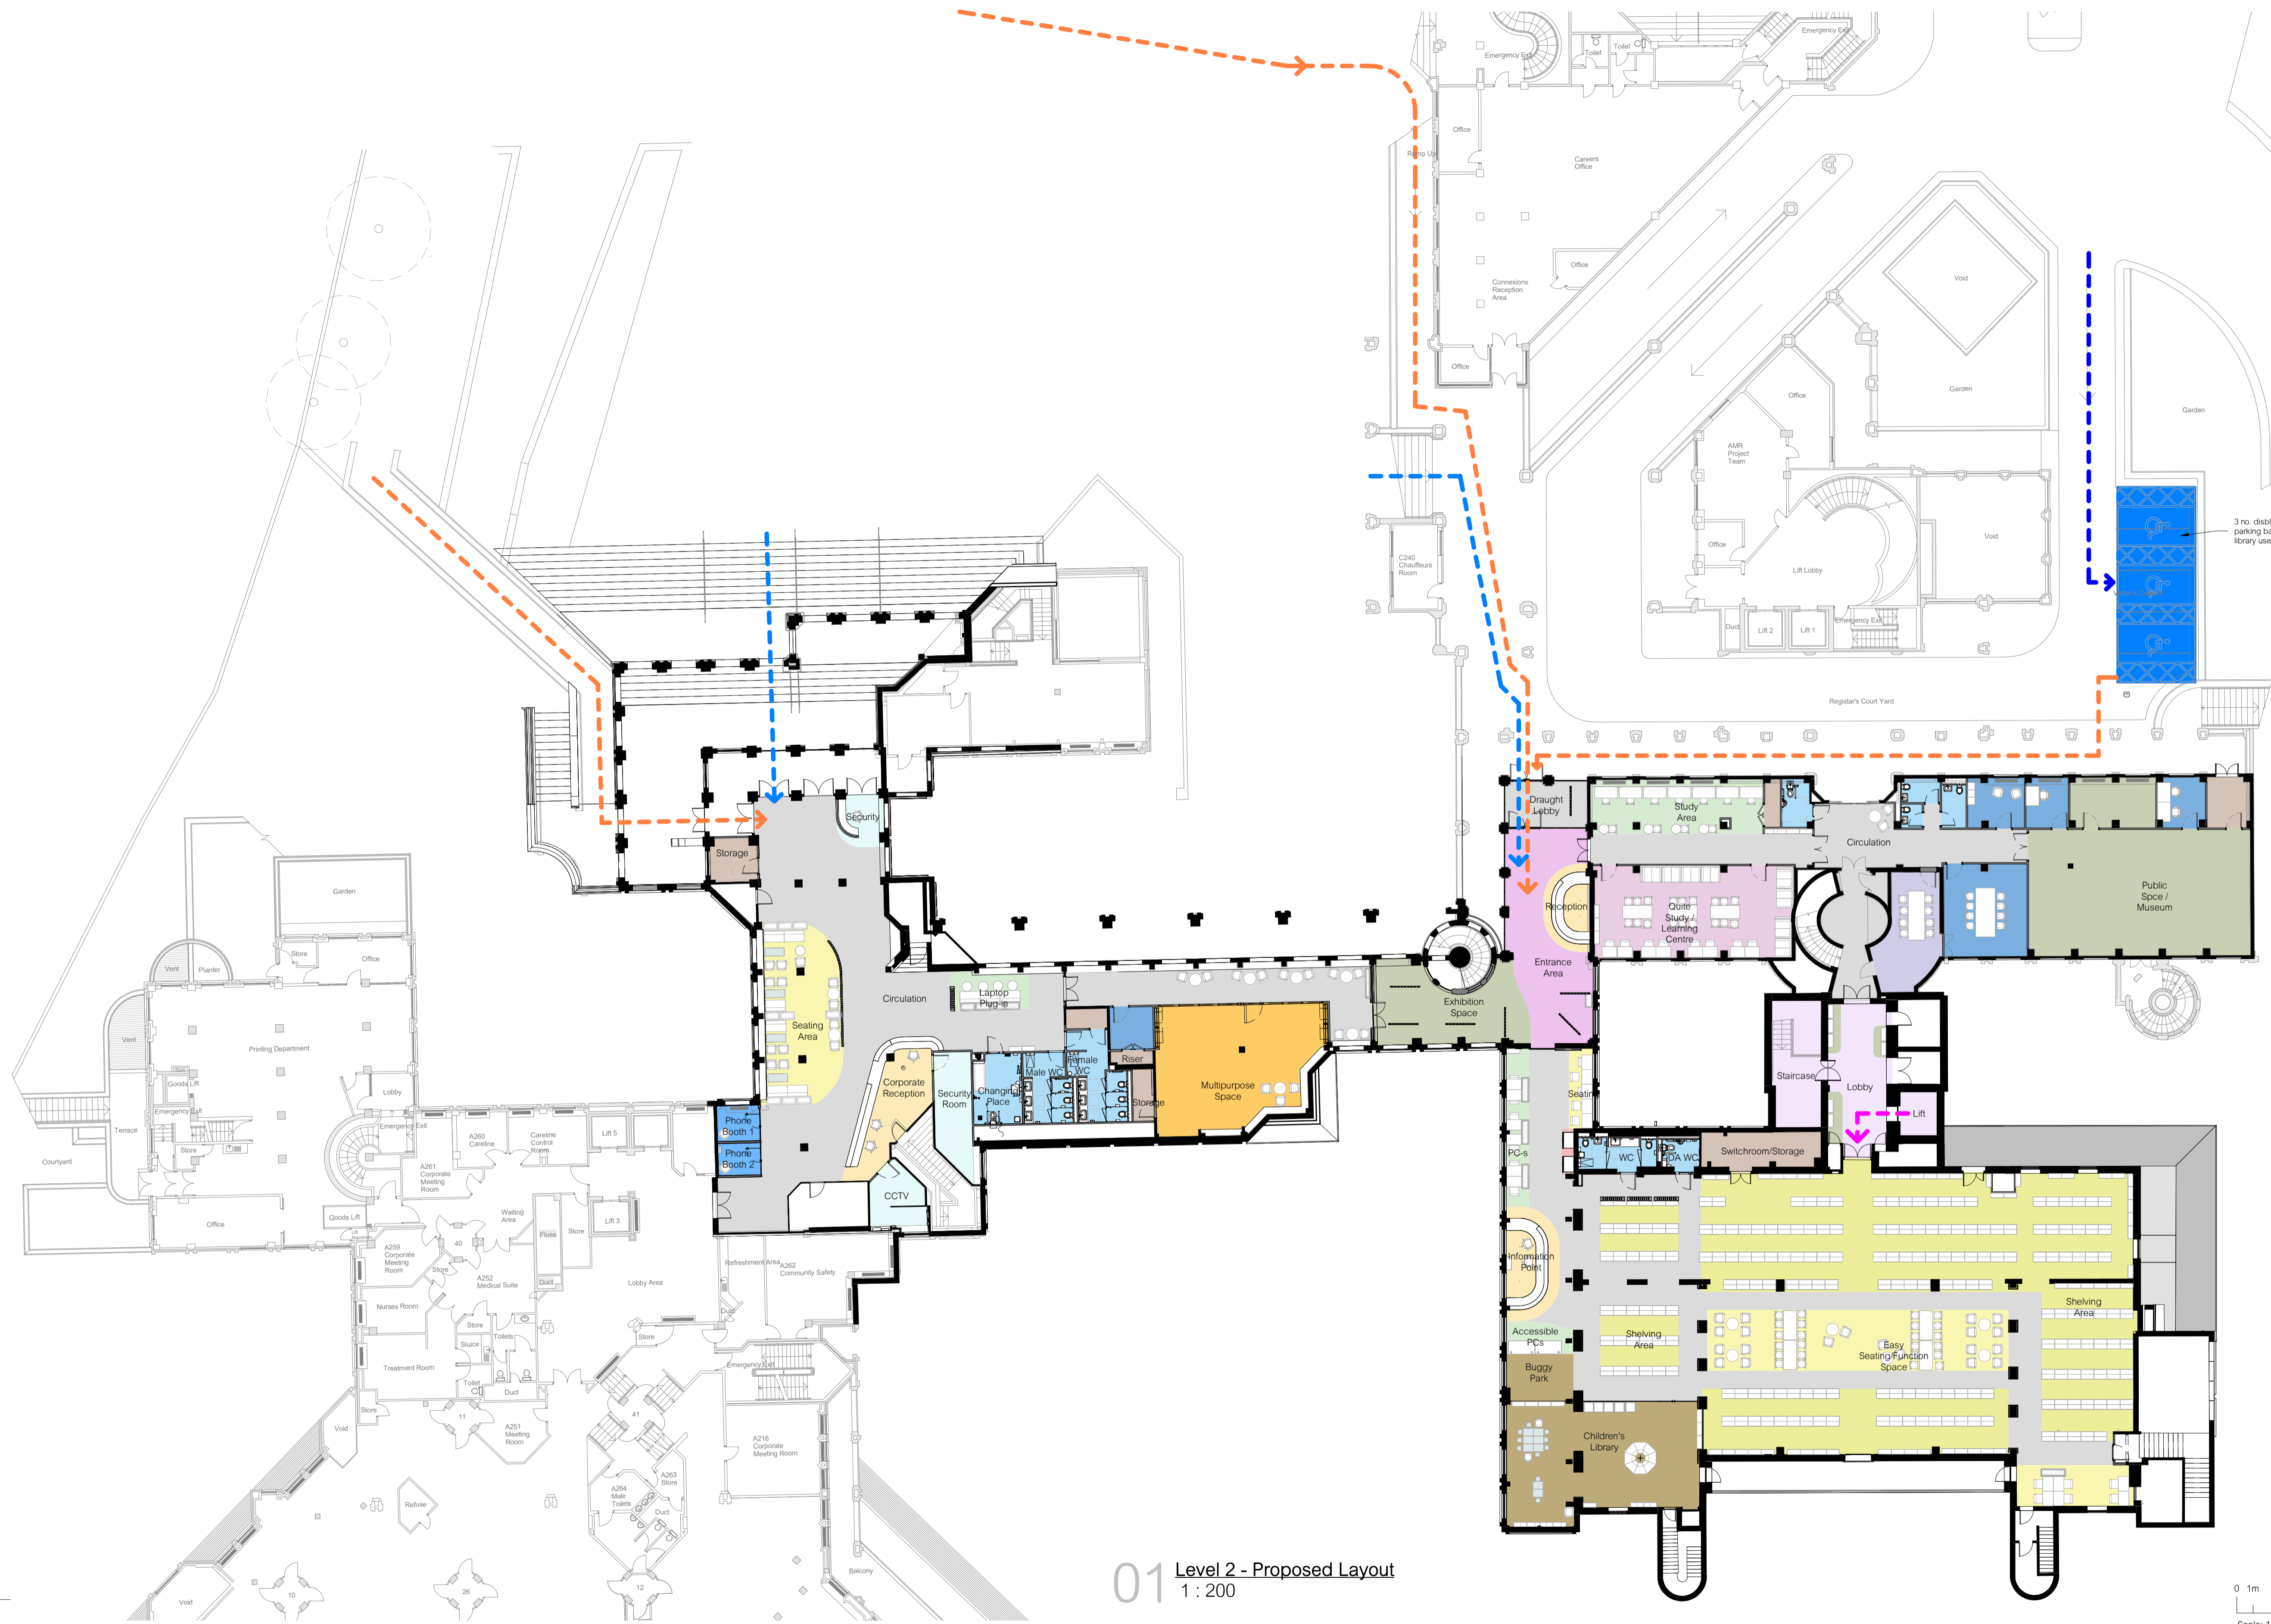 Emergency Exit
Toilet
Toilet
Emergency Exit
Office
Ramp Up
Careers
Office
Office
Connexions
Reception
Area
Office
Void
Garden
Garden
Office
AMR
Project
Team
Office
Void
Lift Lobby
Duct
Lift 2
Lift 1
Emergency Exit
3 no. disbl
parking ba
library use
C240
Chauffeurs
Room
Registar's Court Yard
Security
Storage
Draught
Lobby
Study
Area
Circulation
Reception
Quite
Study /
Learning
Centre
Public
Spce /
Museum
Entrance
Area
Exhibition
Space
Garden
Store
Office
Vent
Planter
Vent
Printing Department
Goods Lift
Lobby
Emergency Exit
Terrace
Store
Courtyard
Office
Goods Lift
Lift
Machinery
Circulation
Laptop
Plug-in
Seating
Area
Corporate
Reception
Security
Room
Changing
Place
Male WC
Female
WC
Riser
Storage
Multipurpose
Space
Phone
Booth 1
Phone
Booth 2
CCTV
Emergency Exit
A260
Careline
Careline
Control
Room
Lift 5
A261
Corporate
Meeting
Room
Waiting
Area
Flues
Store
Lift 3
40
A259
Corporate
Meeting
Room
Store
A252
Medical Suite
Duct
Lobby Area
Refreshment Area
A262
Community Safety
Duct
Nurses Room
Store
Sluice
Toilets
Store
Treatment Room
Toilet
Duct
Emergency Exit
Store
11
A251
Meeting
Room
41
Void
A216
Corporate
Meeting Room
A263
Store
A264
Male
Toilets
Duct
Refuse
10
26
12
Void
Balcony
Staircase
Lobby
Lift
Seating
PC-s
WC
DA WC
Switchroom/Storage
Information
Point
Accessible
PCs
Buggy
Park
Shelving
Area
Shelving
Area
Easy
Seating/Function
Space
Children's
Library
01
Level 2 - Proposed Layout
1 : 200
0 1m